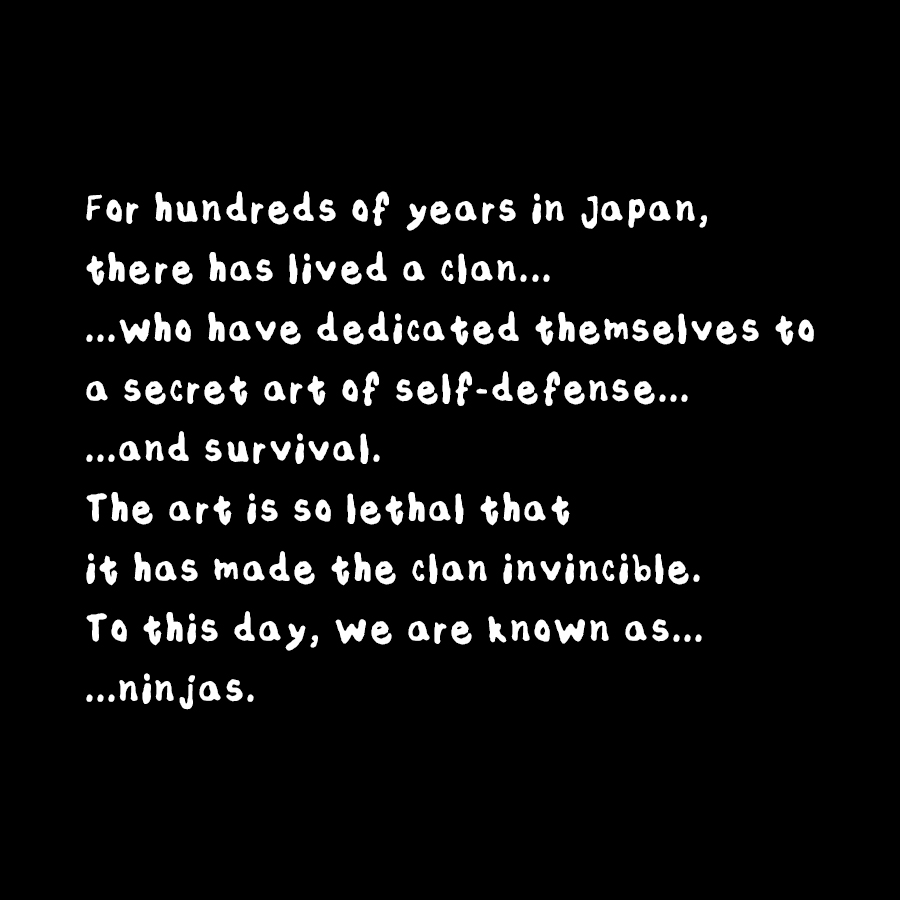 For hundreds of years in Japan,
there has lived a clan...
...who have dedicated themselves to
a secret art of self-defense...
...and survival.
The art is so lethal that
it has made the clan invincible.
To this day, we are known as...
...ninjas.